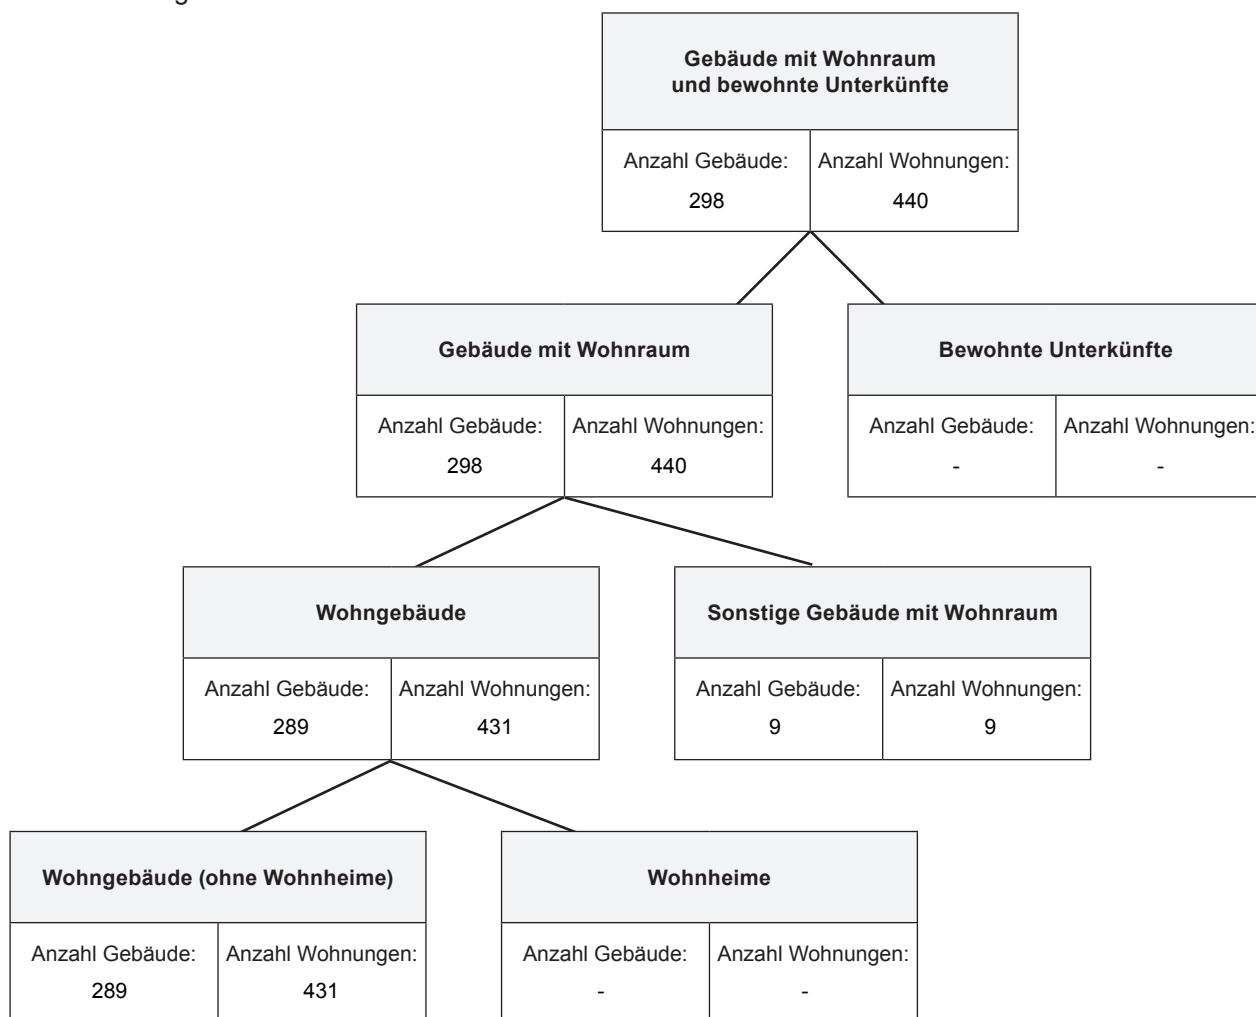 Gebäude mit Wohnraum
und bewohnte Unterkünfte
Anzahl Gebäude: Anzahl Wohnungen:
298 440
Gebäude mit Wohnraum
Anzahl Gebäude: Anzahl Wohnungen:
298 440
Bewohnte Unterkünfte
Anzahl Gebäude: Anzahl Wohnungen:
- -
Wohngebäude
Anzahl Gebäude: Anzahl Wohnungen:
289 431
Sonstige Gebäude mit Wohnraum
Anzahl Gebäude: Anzahl Wohnungen:
9 9
Wohngebäude (ohne Wohnheime)
Anzahl Gebäude: Anzahl Wohnungen:
289 431
Wohnheime
Anzahl Gebäude: Anzahl Wohnungen:
- -